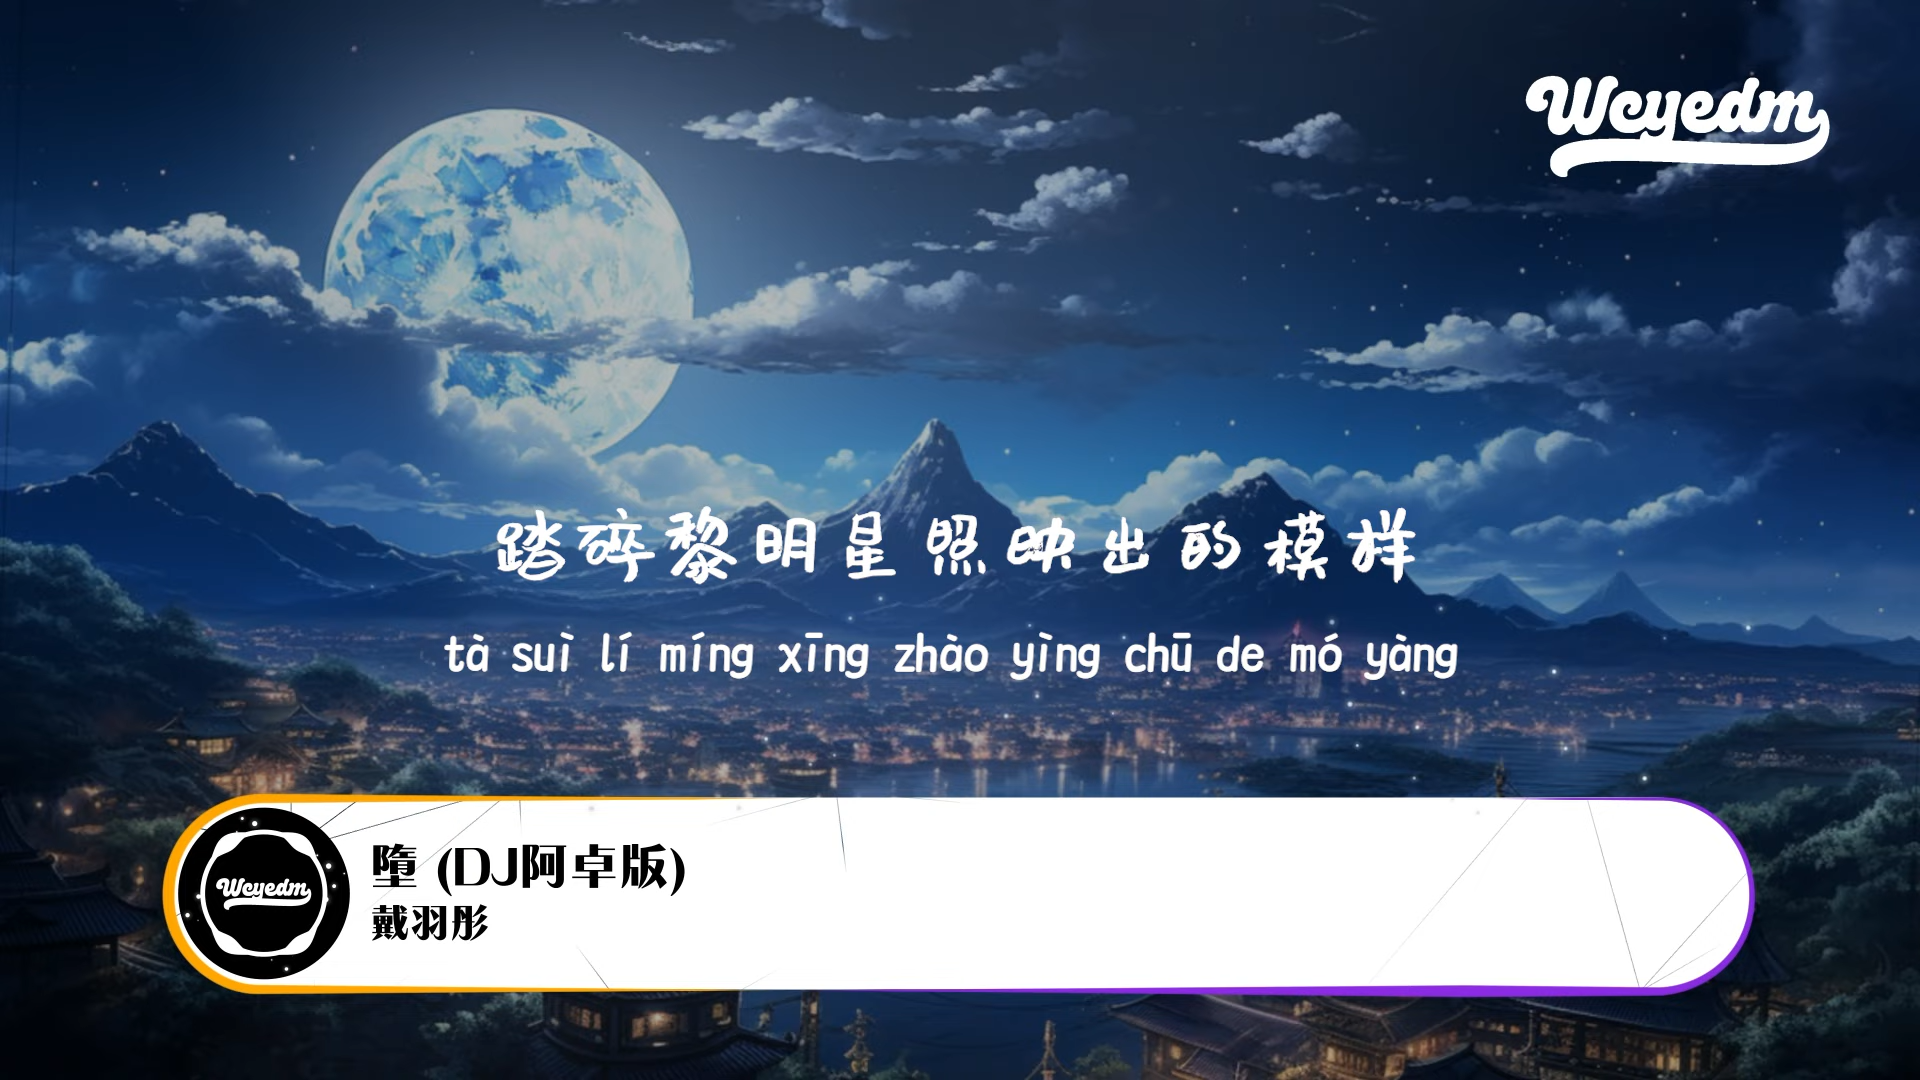 Wcyedm
踏碎黎明星照映出的模样
tà suì lí míng xīng zhào yìng chū de mó yàng
Wcyedm
墮 (DJ阿卓版)
戴羽彤